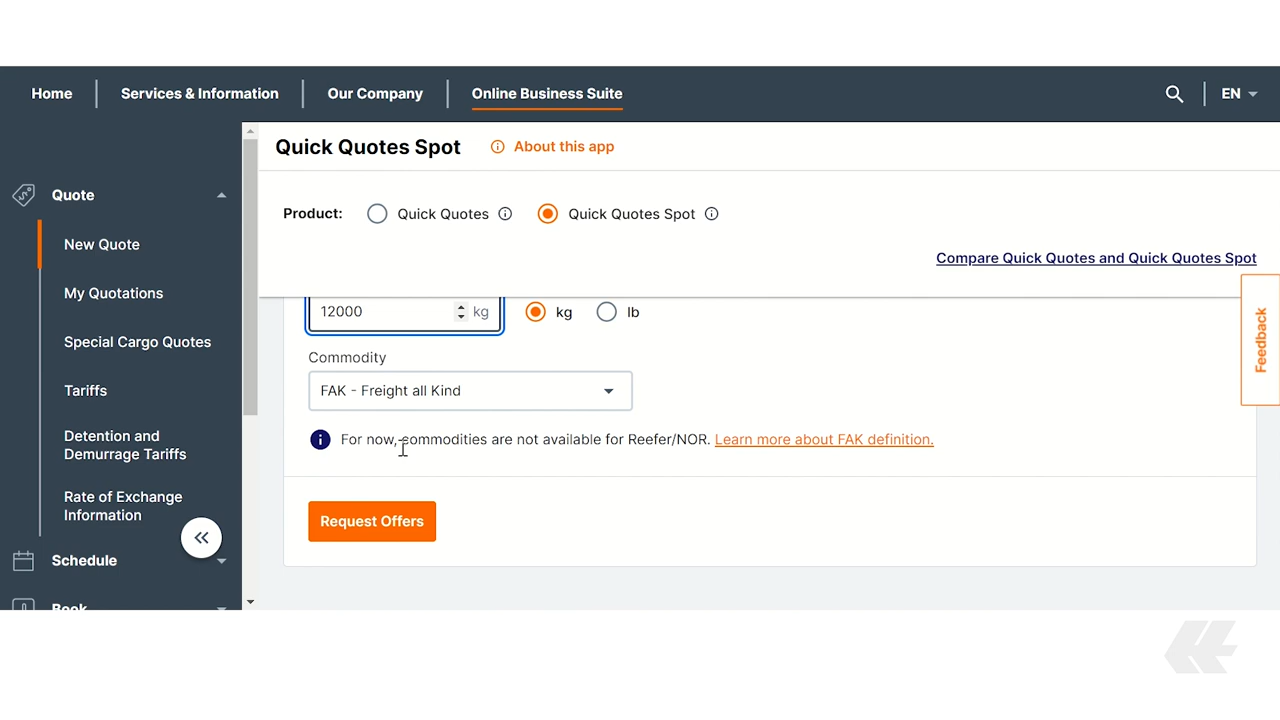 Home
Services & Information
Our Company
Online Business Suite
EN
Quote
New Quote
My Quotations
Special Cargo Quotes
Tariffs
Detention and
Demurrage Tariffs
Rate of Exchange
Information
Schedule
Book
Quick Quotes Spot
About this app
Product:
Quick Quotes
Quick Quotes Spot
Compare Quick Quotes and Quick Quotes Spot
12000
kg
kg
lb
Commodity
FAK - Freight all Kind
For now, commodities are not available for Reefer/NOR. Learn more about FAK definition.
Request Offers
Feedback